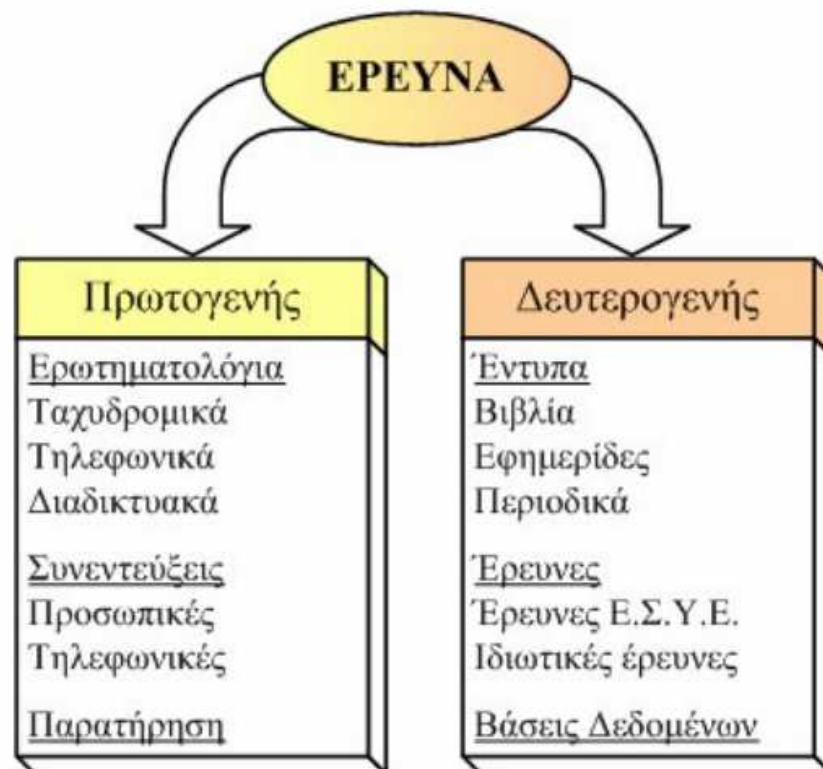 ΕΡΕΥΝΑ
Πρωτογενής
Ερωτηματολόγια
Ταχυδρομικά
Τηλεφωνικά
Διαδικτυακά
Συνεντεύξεις
Προσωπικές
Τηλεφωνικές
Παρατήρηση
Δευτερογενής
Έντυπα
Βιβλία
Εφημερίδες
Περιοδικά
Έρευνες
Έρευνες Ε.Σ.Υ.Ε.
Ιδιωτικές έρευνες
Βάσεις Δεδομένων